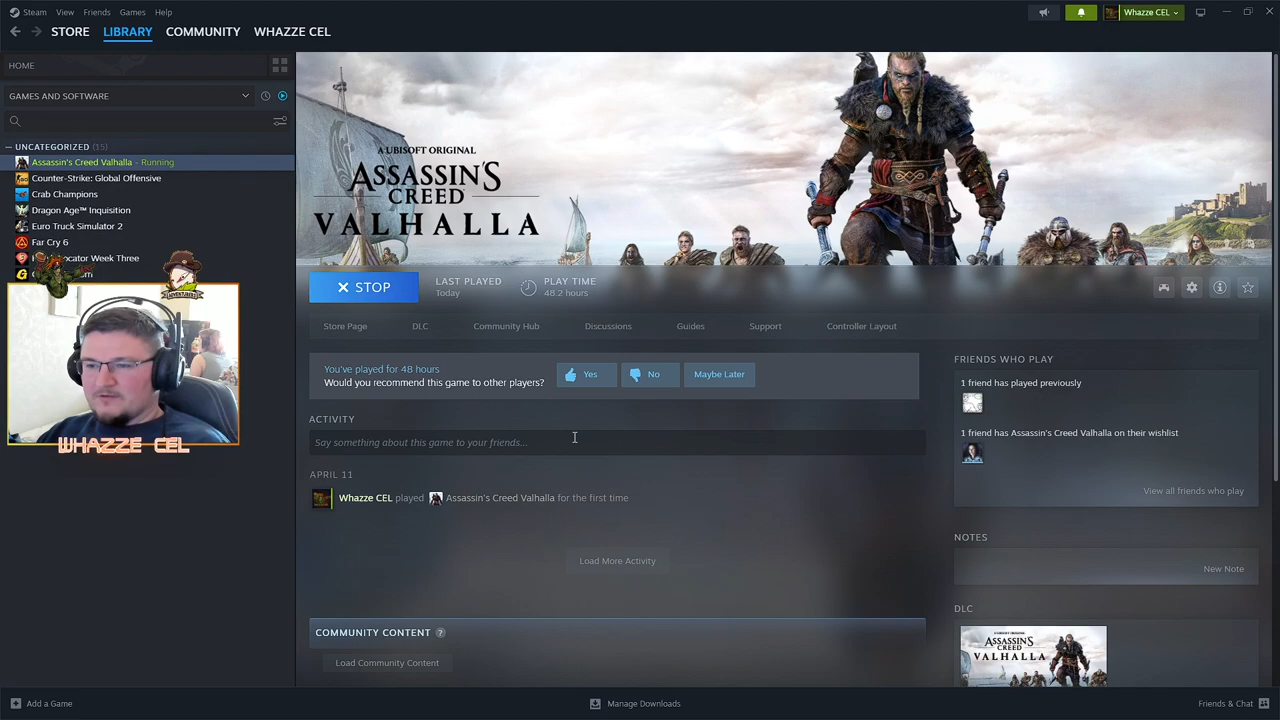 Steam View Friends Games Help
Whazze CEL
STORE LIBRARY COMMUNITY WHAZZE CEL
HOME
GAMES AND SOFTWARE
UNCATEGORIZED (15)
Assassin's Creed Valhalla - Running
Counter-Strike: Global Offensive
Crab Champions
Dragon Age™ Inquisition
Euro Truck Simulator 2
Far Cry 6
Week Three
WHAZZE CEL
A UBISOFT ORIGINAL
ASSASSIN'S
CREED
VALHALLA
STOP
LAST PLAYED
Today
PLAY TIME
48.2 hours
Store Page DLC Community Hub Discussions Guides Support Controller Layout
You've played for 48 hours
Would you recommend this game to other players?
Yes No Maybe Later
ACTIVITY
Say something about this game to your friends...
APRIL 11
Whazze CEL played Assassin's Creed Valhalla for the first time
Load More Activity
COMMUNITY CONTENT ?
Load Community Content
FRIENDS WHO PLAY
1 friend has played previously
1 friend has Assassin's Creed Valhalla on their wishlist
View all friends who play
NOTES
New Note
DLC
ASSASSIN'S
CREED
VALHALLA
Add a Game
Manage Downloads
Friends & Chat